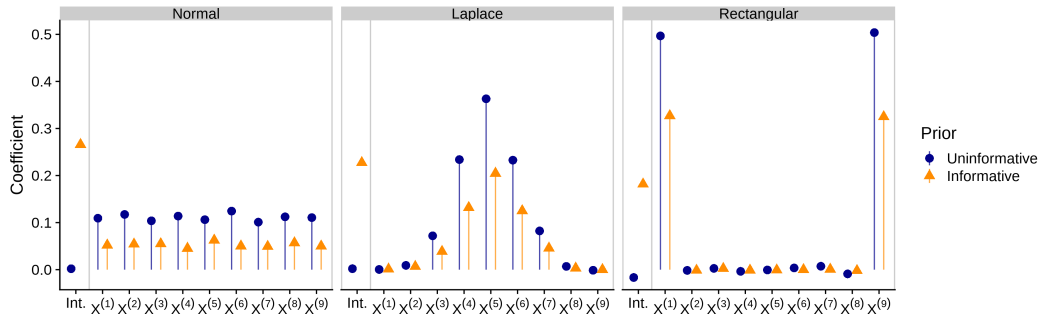 Normal Laplace Rectangular
Coefficient
0.5
0.4
0.3
0.2
0.1
0.0
Int. X(1) X(2) X(3) X(4) X(5) X(6) X(7) X(8) X(9)
Int. X(1) X(2) X(3) X(4) X(5) X(6) X(7) X(8) X(9)
Int. X(1) X(2) X(3) X(4) X(5) X(6) X(7) X(8) X(9)
Prior
Uninformative
Informative